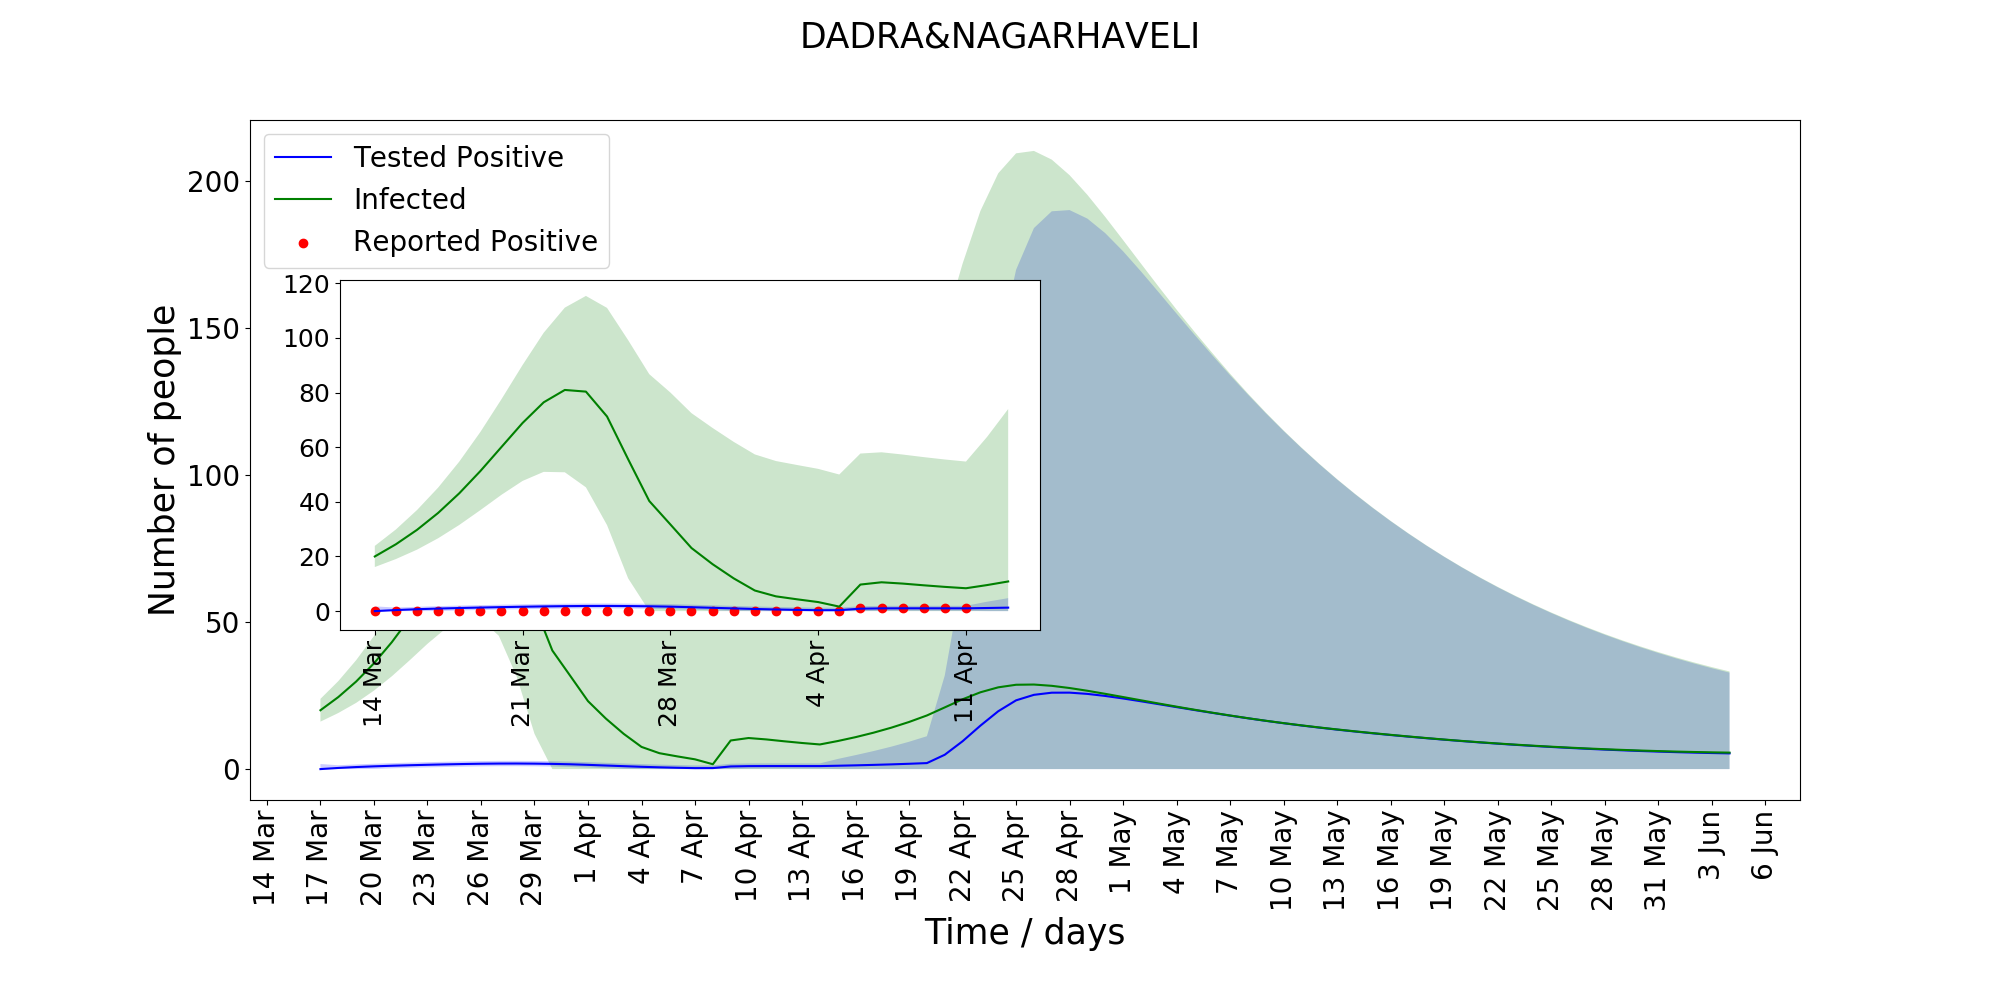 DADRA&NAGARHAVELI
Tested Positive
Infected
Reported Positive
200
150
100
50
0
Number of people
120
100
80
60
40
20
0
14 Mar
21 Mar
28 Mar
4 Apr
11 Apr
14 Mar
17 Mar
20 Mar
23 Mar
26 Mar
29 Mar
1 Apr
4 Apr
7 Apr
10 Apr
13 Apr
16 Apr
19 Apr
22 Apr
25 Apr
28 Apr
1 May
4 May
7 May
10 May
13 May
16 May
19 May
22 May
25 May
28 May
31 May
3 Jun
6 Jun
Time / days